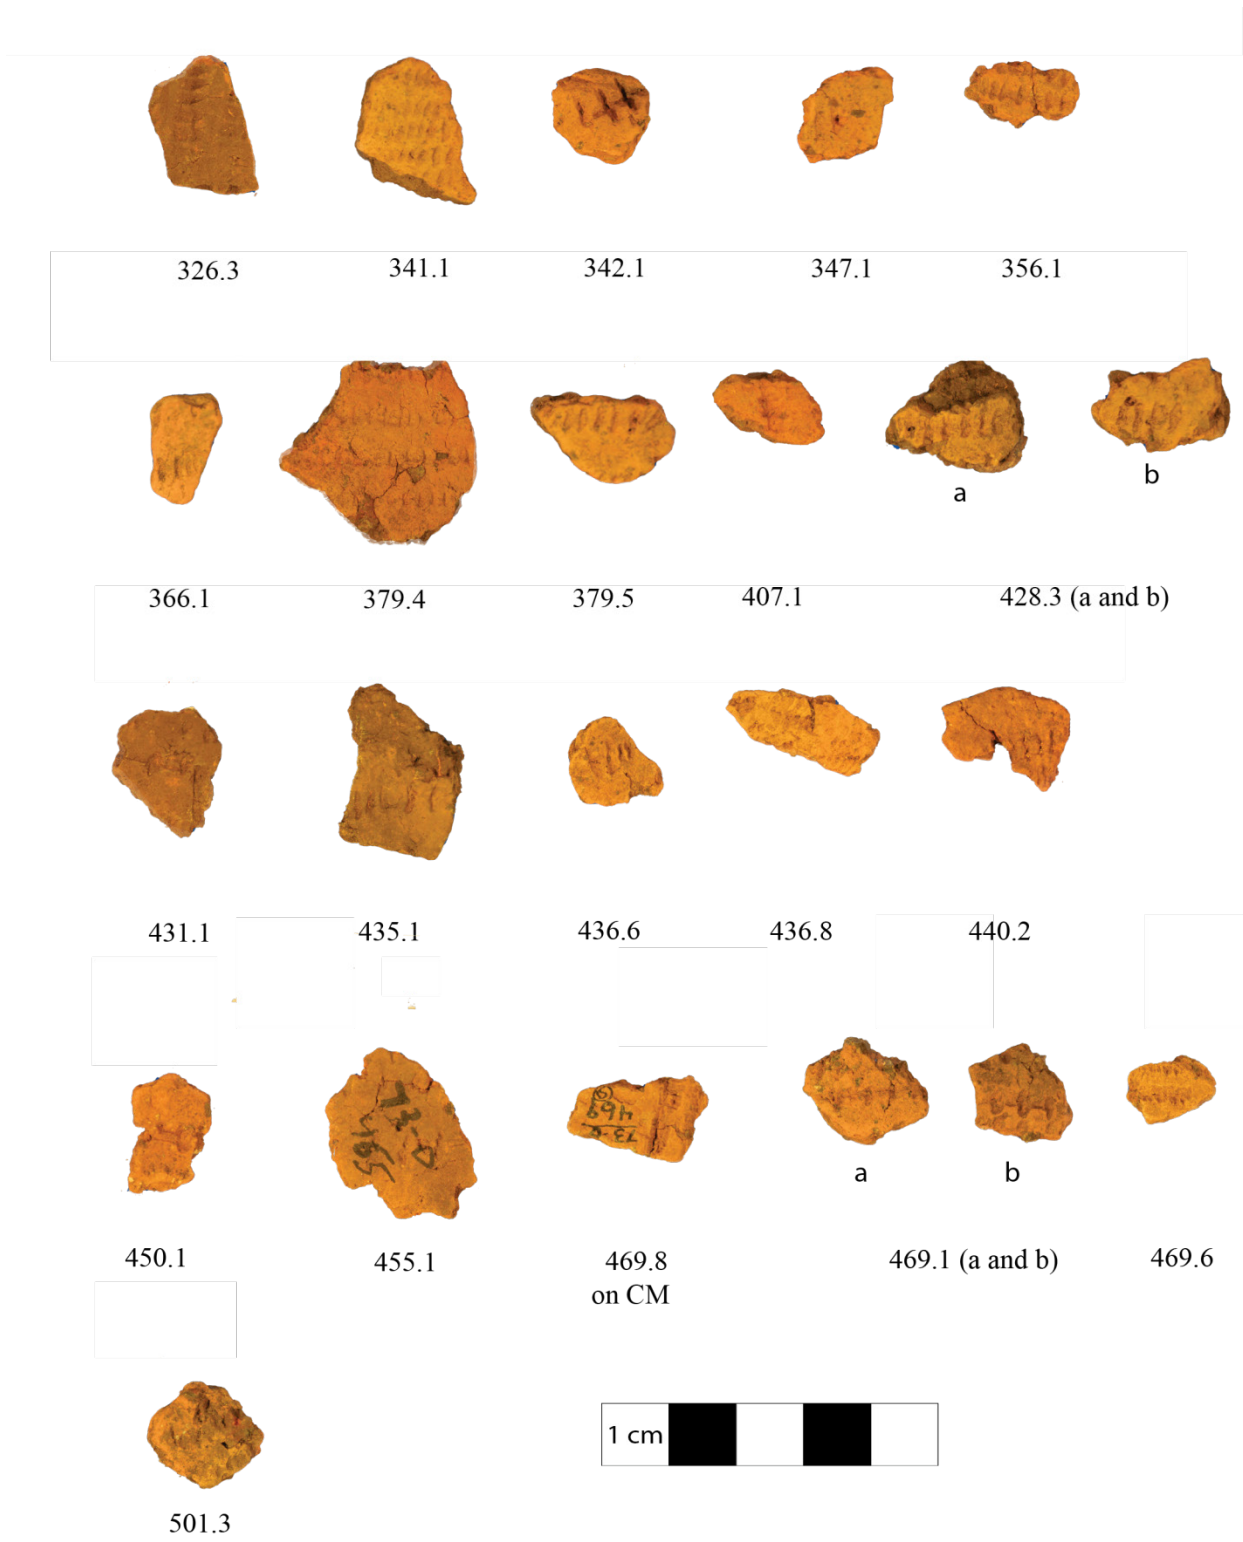 326.3 341.1 342.1 347.1 356.1
a b
366.1 379.4 379.5 407.1 428.3 (a and b)
431.1 435.1 436.6 436.8 440.2
73-D
469
a b
450.1 455.1 469.8 469.1 (a and b) 469.6
on CM
1 cm
501.3